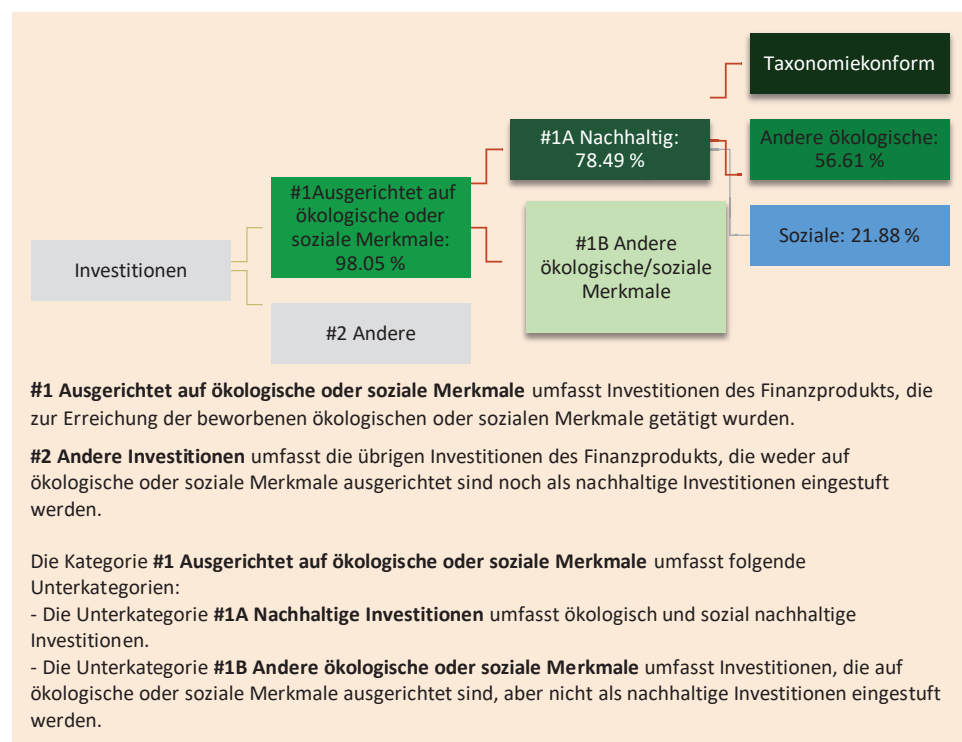 Taxonomiekonform
#1A Nachhaltig:
78.49 %
Andere ökologische:
56.61 %
#1Ausgerichtet auf
ökologische oder
soziale Merkmale:
98.05 %
Soziale: 21.88 %
#1B Andere
ökologische/soziale
Merkmale
Investitionen
#2 Andere
#1 Ausgerichtet auf ökologische oder soziale Merkmale umfasst Investitionen des Finanzprodukts, die
zur Erreichung der beworbenen ökologischen oder sozialen Merkmale getätigt wurden.
#2 Andere Investitionen umfasst die übrigen Investitionen des Finanzprodukts, die weder auf
ökologische oder soziale Merkmale ausgerichtet sind noch als nachhaltige Investitionen eingestuft
werden.
Die Kategorie #1 Ausgerichtet auf ökologische oder soziale Merkmale umfasst folgende
Unterkategorien:
- Die Unterkategorie #1A Nachhaltige Investitionen umfasst ökologisch und sozial nachhaltige
Investitionen.
- Die Unterkategorie #1B Andere ökologische oder soziale Merkmale umfasst Investitionen, die auf
ökologische oder soziale Merkmale ausgerichtet sind, aber nicht als nachhaltige Investitionen eingestuft
werden.